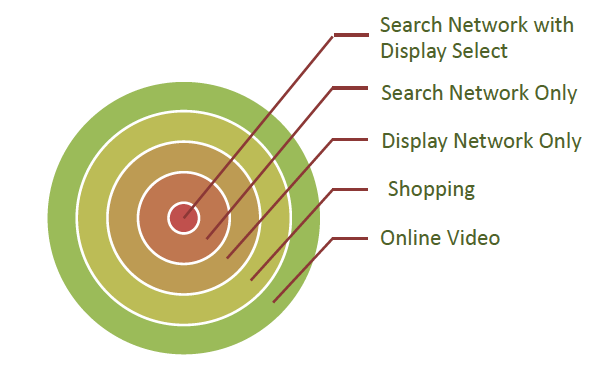 Search Network with
Display Select
Search Network Only
Display Network Only
Shopping
Online Video